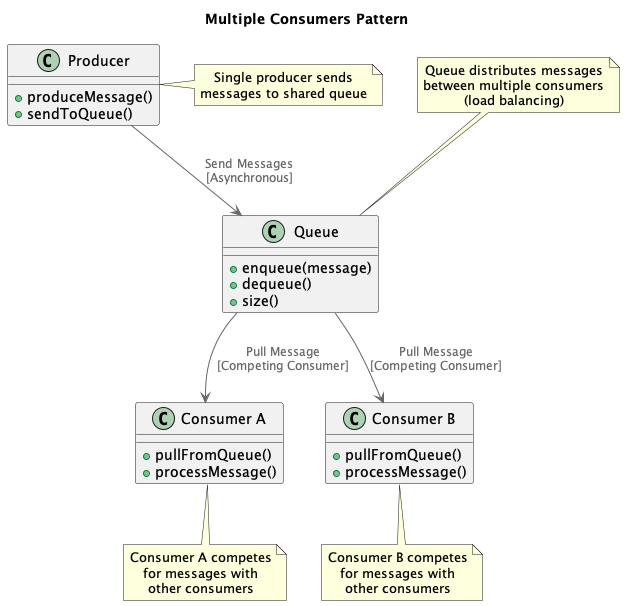 Multiple Consumers Pattern
C Producer
produceMessage()
sendToQueue()
Single producer sends
messages to shared queue
Queue distributes messages
between multiple consumers
(load balancing)
Send Messages
[Asynchronous]
C Queue
enqueue(message)
dequeue()
size()
Pull Message
[Competing Consumer]
Pull Message
[Competing Consumer]
C Consumer A
pullFromQueue()
processMessage()
C Consumer B
pullFromQueue()
processMessage()
Consumer A competes
for messages with
other consumers
Consumer B competes
for messages with
other consumers